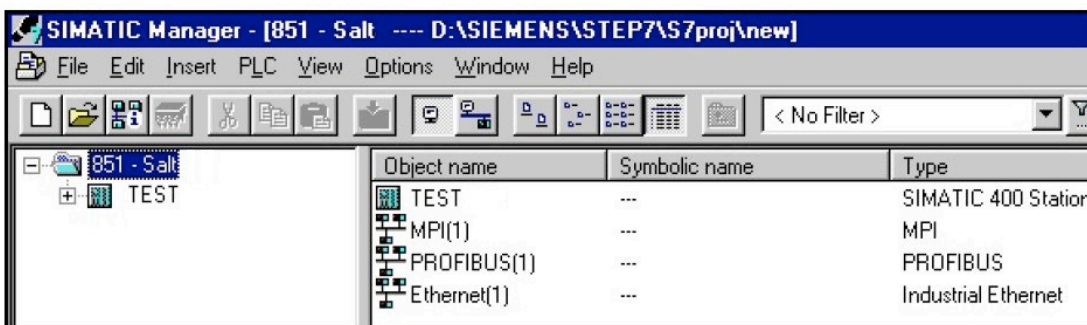 SIMATIC Manager - [851 - Salt ---- D:\SIEMENS\STEP7\S7proj\new]
File Edit Insert PLC View Options Window Help
< No Filter >
851 - Salt
TEST
Object name Symbolic name Type
TEST --- SIMATIC 400 Station
MPI(1) --- MPI
PROFIBUS(1) --- PROFIBUS
Ethernet(1) --- Industrial Ethernet